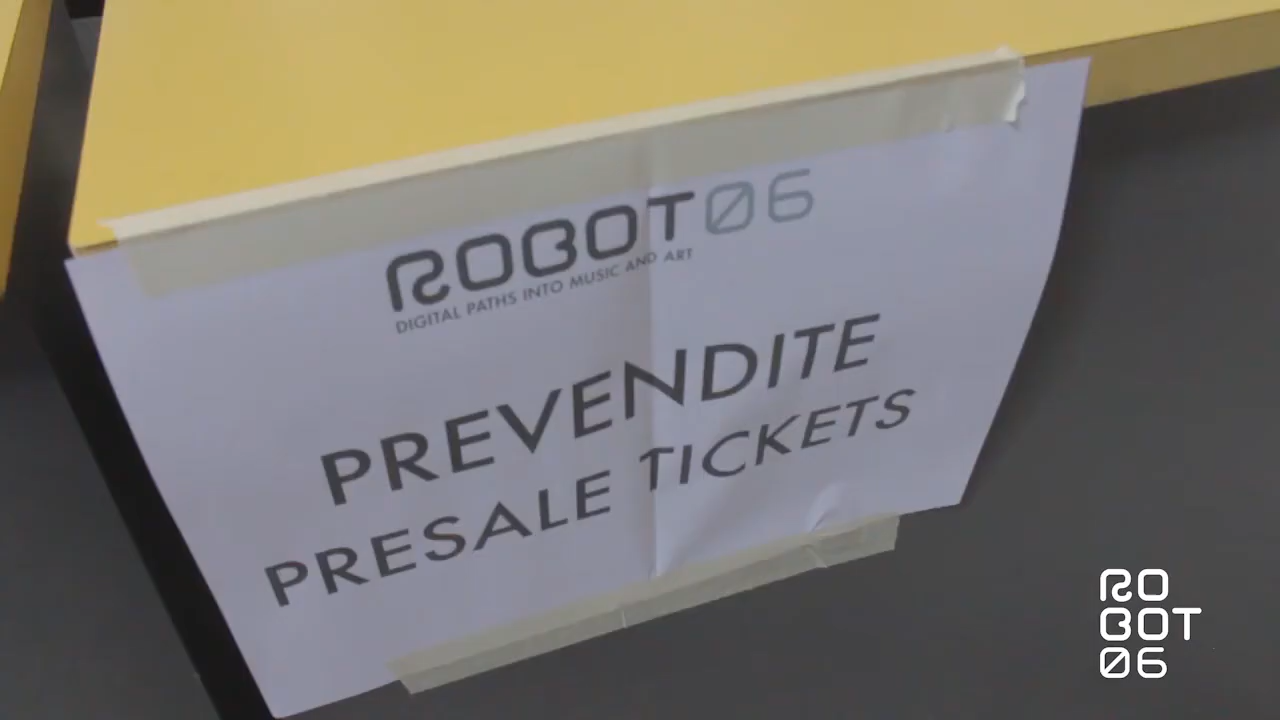 ROBOT06
DIGITAL PATHS INTO MUSIC AND ART
PREVENDITE
PRESALE TICKETS
RO
BOT
06